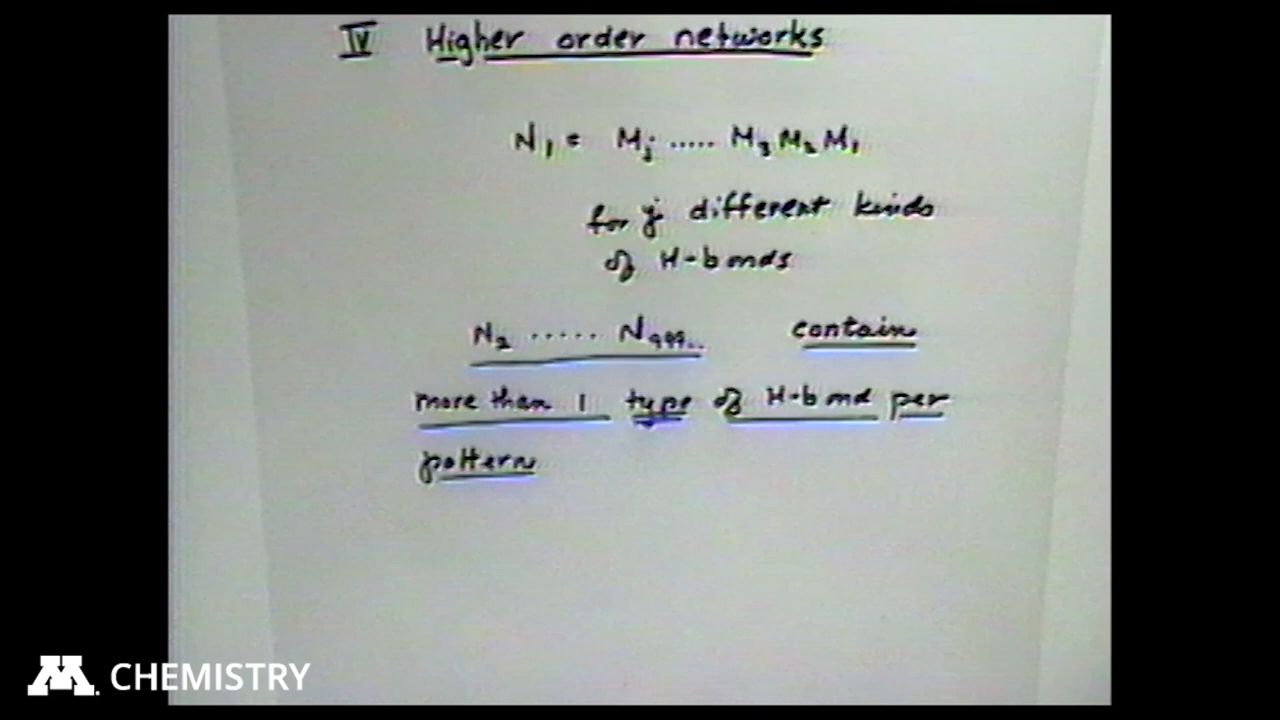 IV Higher order networks
N₁ = Mj ..... M₃ M₂ M₁
for j different kinds
of H-bonds
N₂ ..... N₉₉₉.. contain
more than 1 type of H-bond per
pattern
M. CHEMISTRY